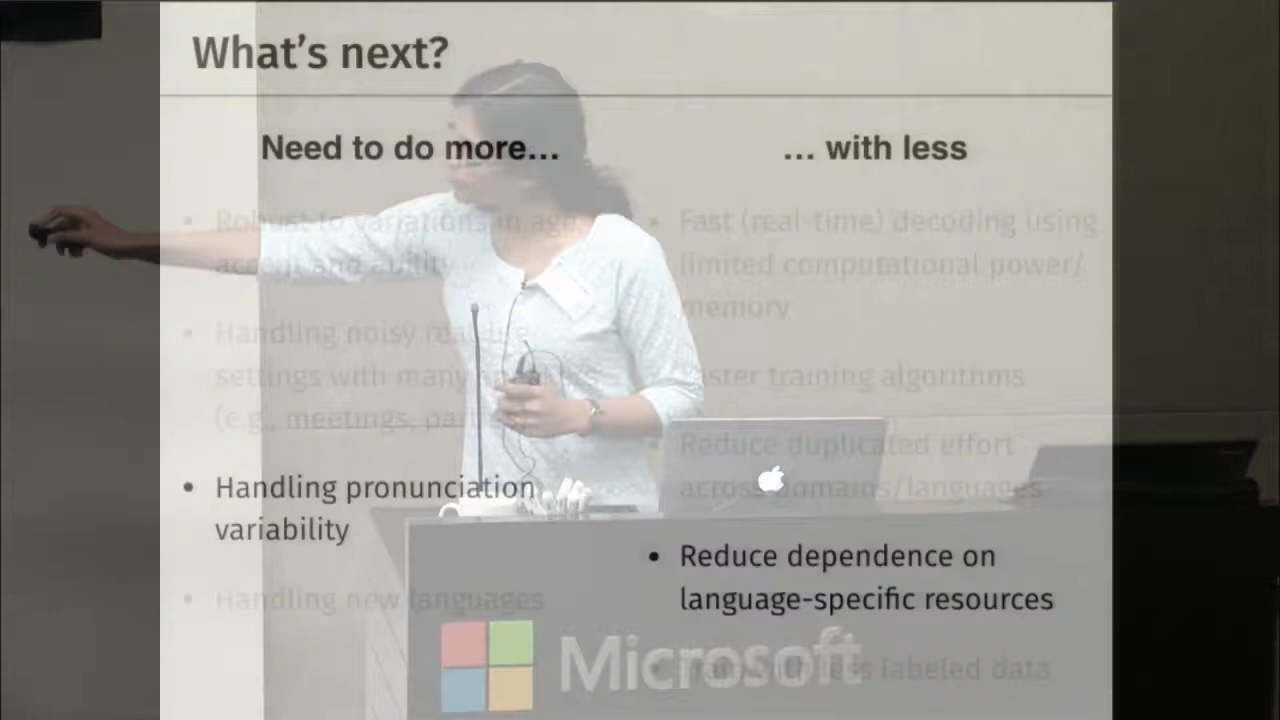 What's next?
Need to do more...
• Robust to variations in age,
accent and ability
• Handling noisy real-life
settings with many speakers
(e.g., meetings, parties)
• Handling pronunciation
variability
• Handling new languages
... with less
• Fast (real-time) decoding using
limited computational power/
memory
• Faster training algorithms
• Reduce duplicated effort
across domains/languages
• Reduce dependence on
language-specific resources
• Train with less labeled data
Microsoft